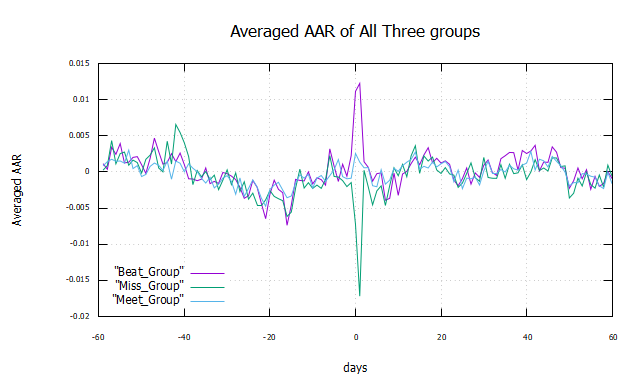 Averaged AAR of All Three groups
0.015
0.01
0.005
0
-0.005
-0.01
-0.015
-0.02
Averaged AAR
"Beat_Group"
"Miss_Group"
"Meet_Group"
-60 -40 -20 0 20 40 60
days